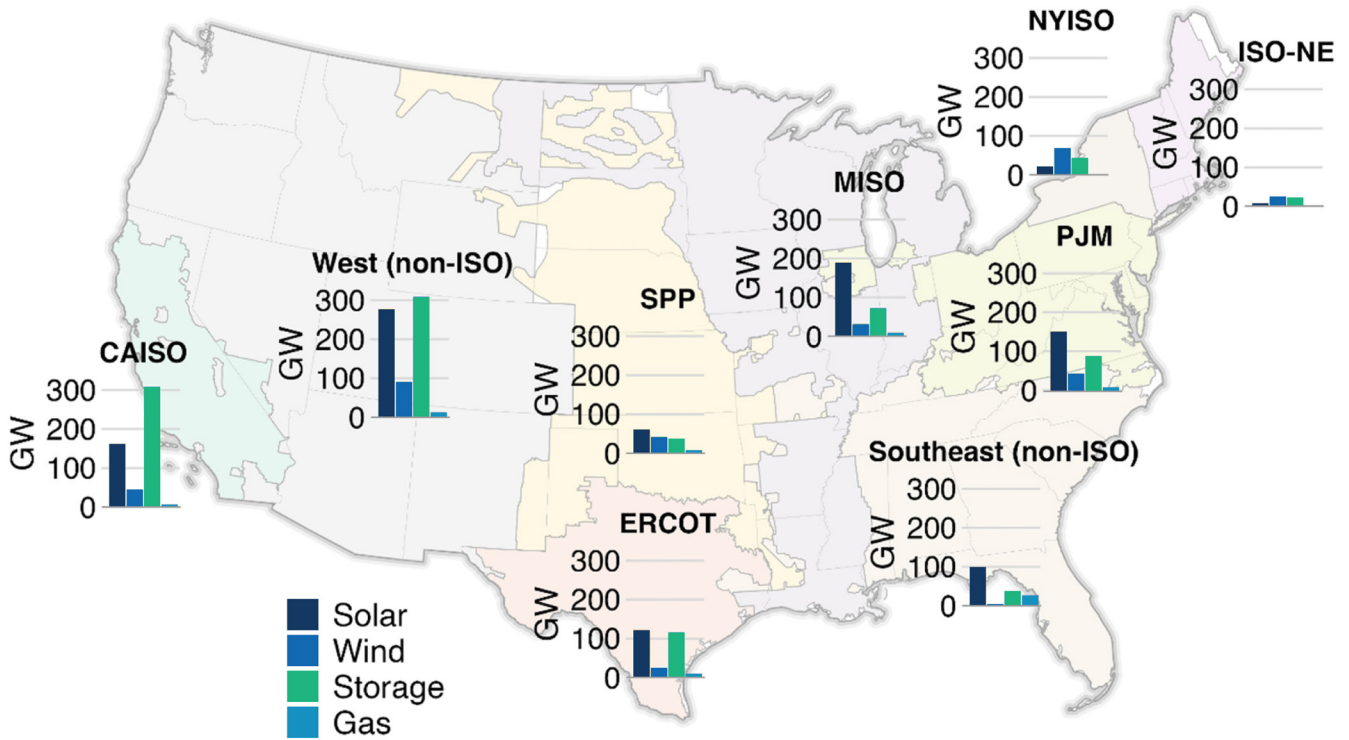 NYISO
300
200
100
0
GW
ISO-NE
300
200
100
0
GW
MISO
300
200
100
0
GW
PJM
300
200
100
0
GW
West (non-ISO)
300
200
100
0
GW
SPP
300
200
100
0
GW
CAISO
300
200
100
0
GW
Southeast (non-ISO)
300
200
100
0
GW
ERCOT
300
200
100
0
GW
Solar
Wind
Storage
Gas